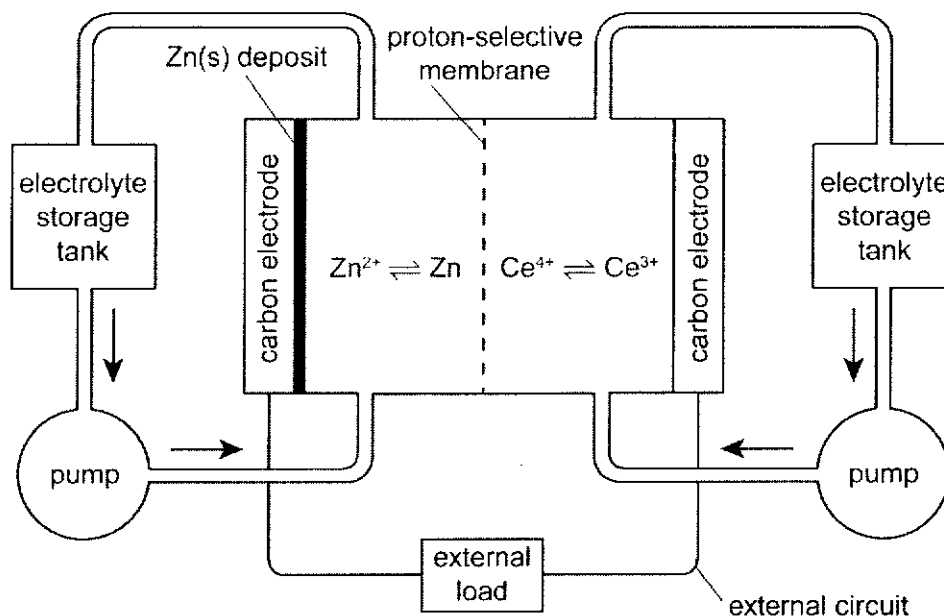 Zn(s) deposit
proton-selective
membrane
electrolyte
storage
tank
carbon electrode
Zn²⁺ ⇌ Zn
Ce⁴⁺ ⇌ Ce³⁺
carbon electrode
electrolyte
storage
tank
pump
pump
external
load
external circuit